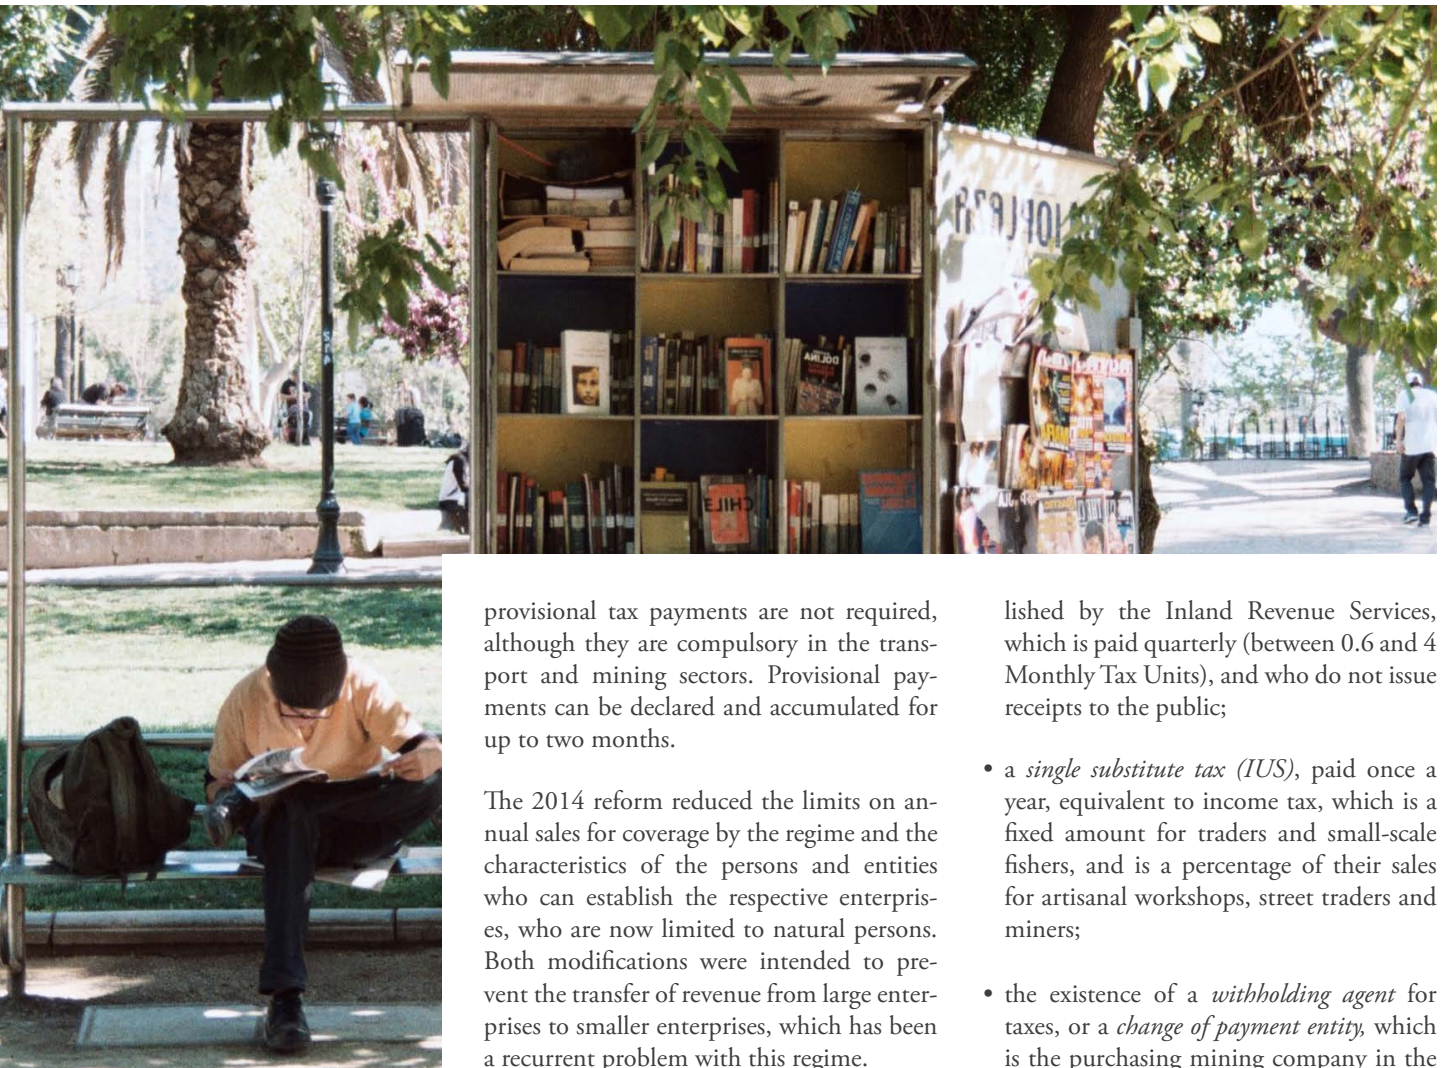 DOLINA
CHILE
provisional tax payments are not required,
although they are compulsory in the trans-
port and mining sectors. Provisional pay-
ments can be declared and accumulated for
up to two months.
The 2014 reform reduced the limits on an-
nual sales for coverage by the regime and the
characteristics of the persons and entities
who can establish the respective enterpris-
es, who are now limited to natural persons.
Both modifications were intended to pre-
vent the transfer of revenue from large enter-
prises to smaller enterprises, which has been
a recurrent problem with this regime.
lished by the Inland Revenue Services,
which is paid quarterly (between 0.6 and 4
Monthly Tax Units), and who do not issue
receipts to the public;
• a single substitute tax (IUS), paid once a
year, equivalent to income tax, which is a
fixed amount for traders and small-scale
fishers, and is a percentage of their sales
for artisanal workshops, street traders and
miners;
• the existence of a withholding agent for
taxes, or a change of payment entity, which
is the purchasing mining company in the